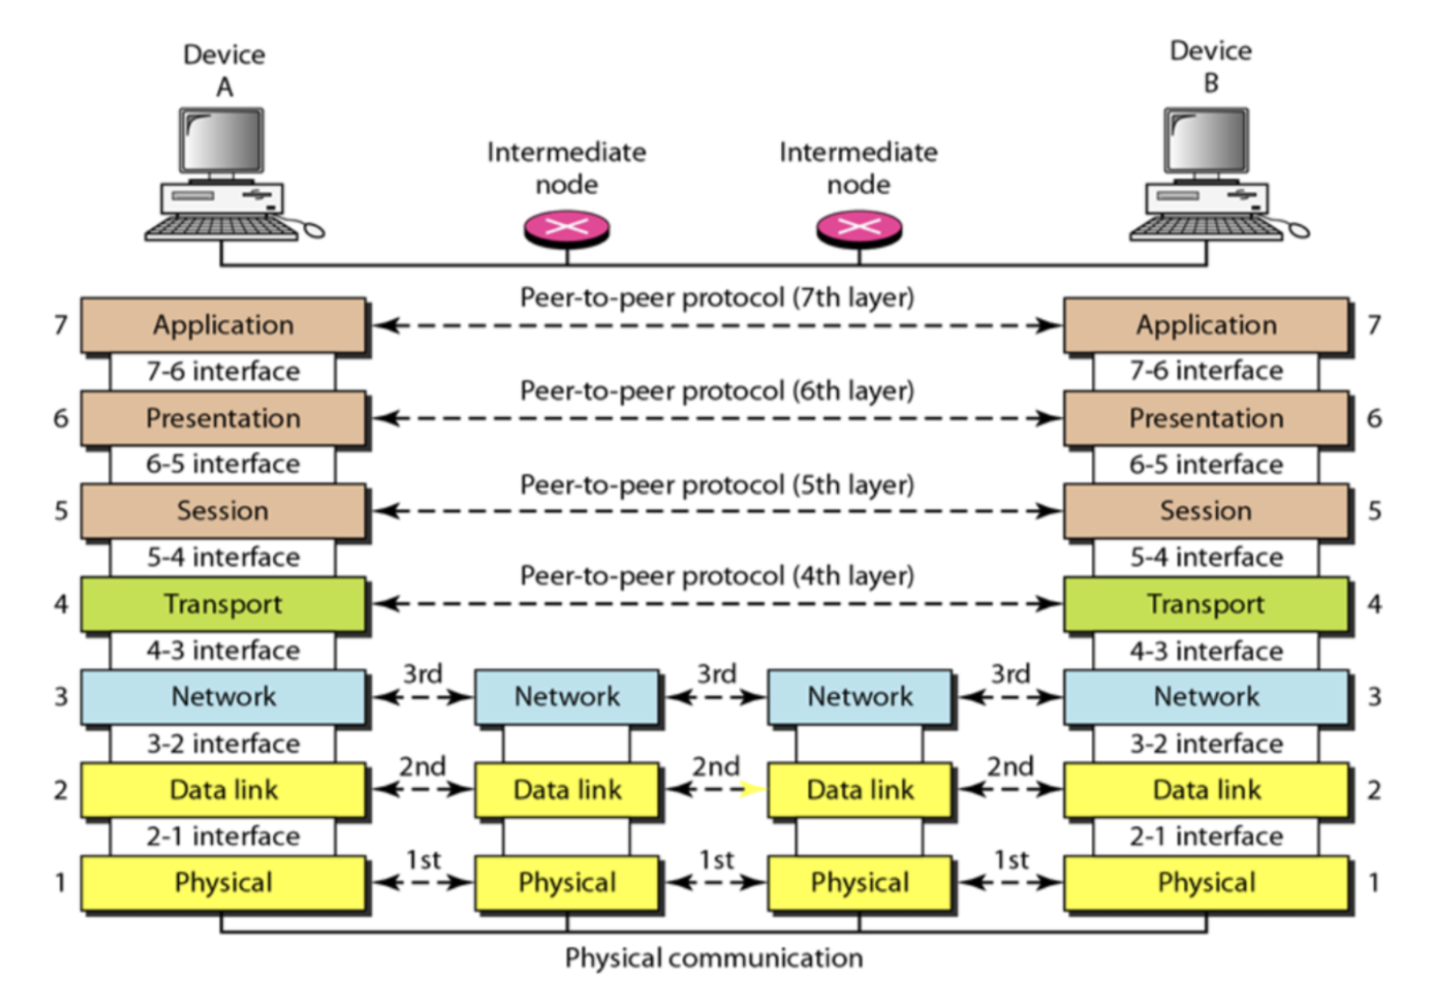 Device
A
Device
B
Intermediate
node
Intermediate
node
Peer-to-peer protocol (7th layer)
7 Application Application 7
7-6 interface 7-6 interface
Peer-to-peer protocol (6th layer)
6 Presentation Presentation 6
6-5 interface 6-5 interface
Peer-to-peer protocol (5th layer)
5 Session Session 5
5-4 interface 5-4 interface
Peer-to-peer protocol (4th layer)
4 Transport Transport 4
4-3 interface 4-3 interface
3rd 3rd 3rd
3 Network Network Network Network 3
3-2 interface 3-2 interface
2nd 2nd 2nd
2 Data link Data link Data link Data link 2
2-1 interface 2-1 interface
1st 1st 1st
1 Physical Physical Physical Physical 1
Physical communication